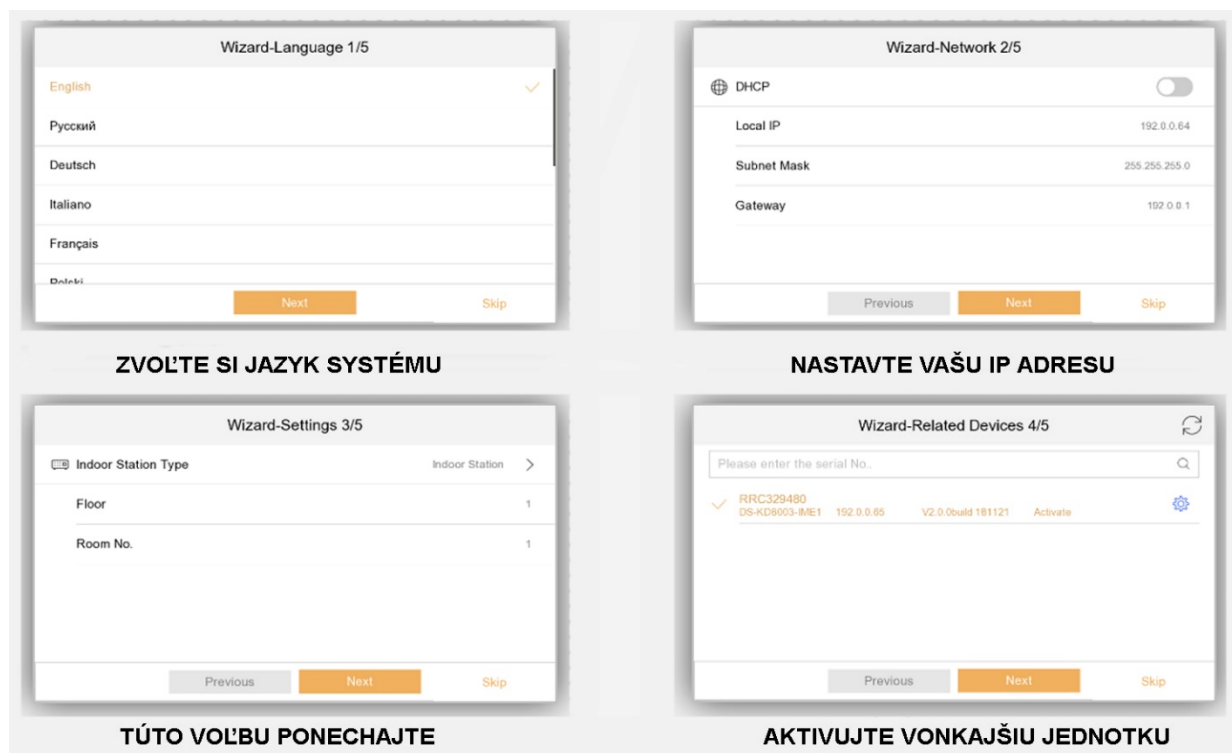 Wizard-Language 1/5
English
Русский
Deutsch
Italiano
Français
Polski
Next Skip
ZVOĽTE SI JAZYK SYSTÉMU
Wizard-Network 2/5
DHCP
Local IP 192.0.0.64
Subnet Mask 255.255.255.0
Gateway 192.0.0.1
Previous Next Skip
NASTAVTE VAŠU IP ADRESU
Wizard-Settings 3/5
Indoor Station Type Indoor Station
Floor 1
Room No. 1
Previous Next Skip
TÚTO VOĽBU PONECHAJTE
Wizard-Related Devices 4/5
Please enter the serial No..
RRC329480
DS-KD8003-IME1 192.0.0.65 V2.0.0build 181121 Activate
Previous Next Skip
AKTIVUJTE VONKAJŠIU JEDNOTKU